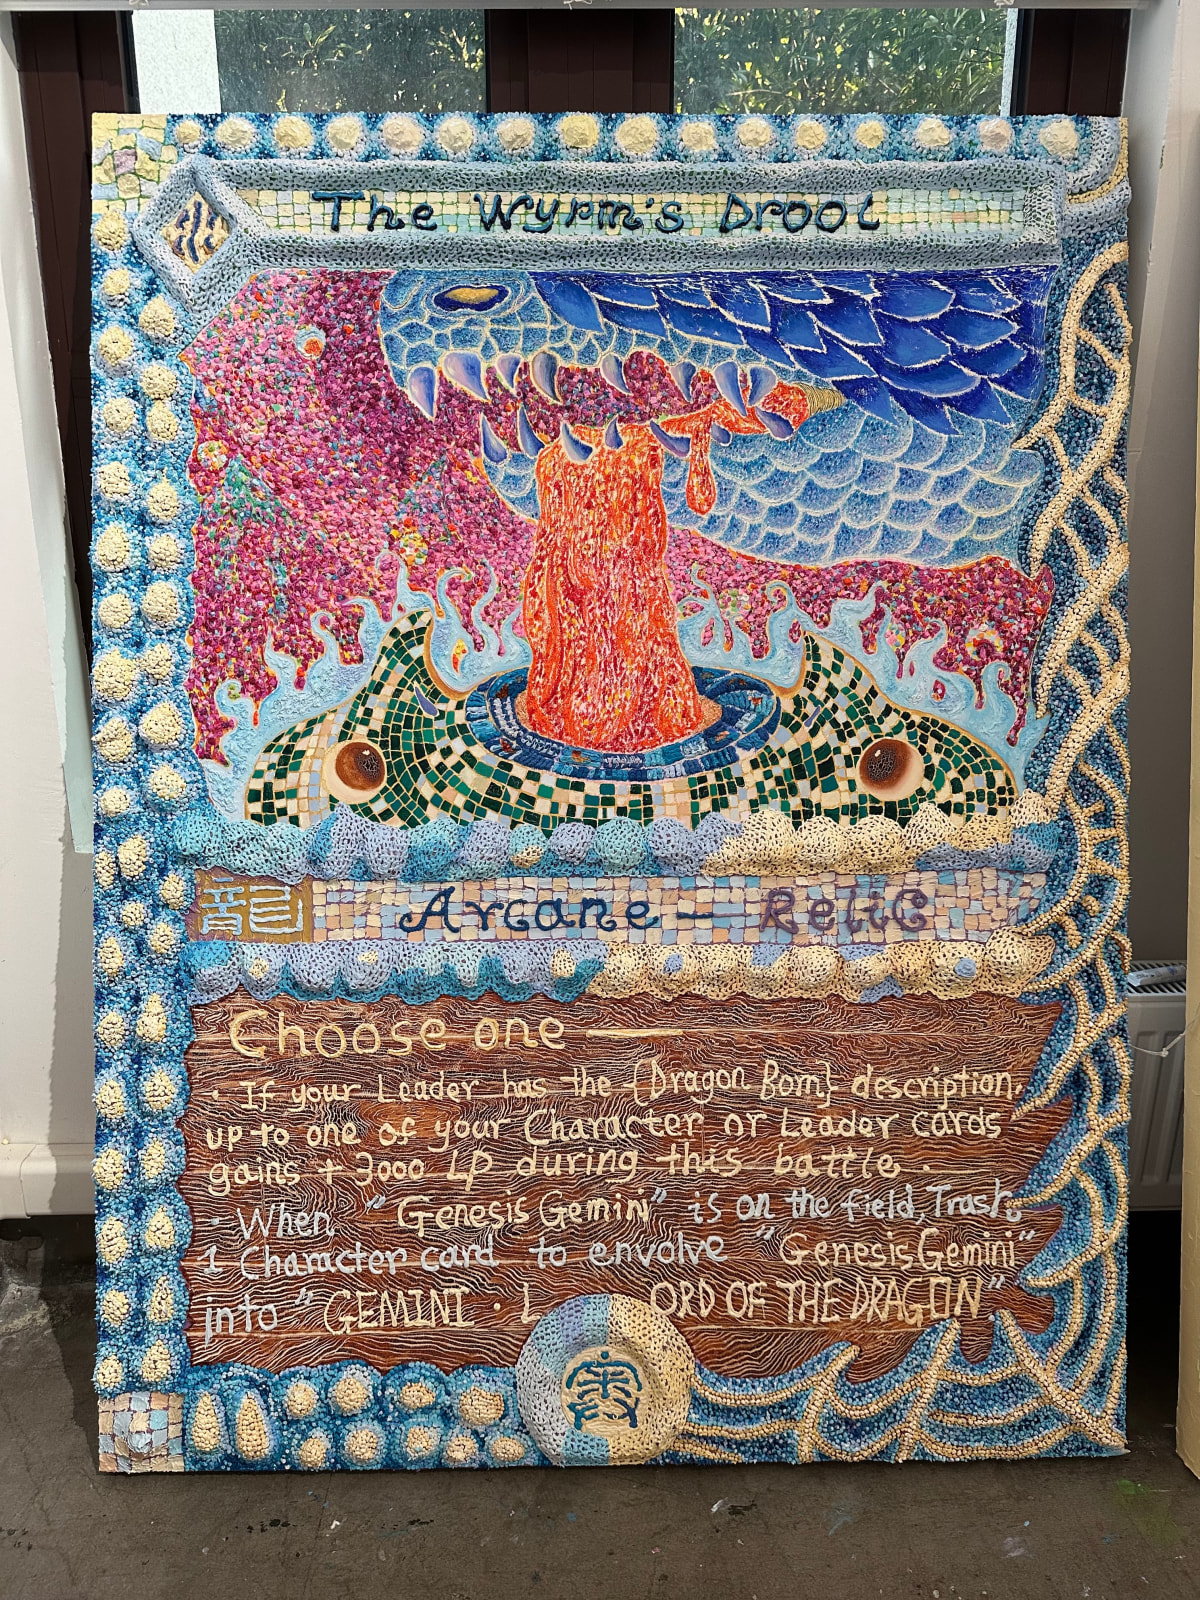 The Wyrm's Drool
龍 Arcane — Relic
Choose one —
· If your Leader has the {Dragon Born} description,
up to one of your Character or Leader cards
gains + 3000 LP during this battle.
· When "Genesis Gemini" is on the field, Trash
1 Character card to envolve "Genesis Gemini"
into "GEMINI · LORD OF THE DRAGON".